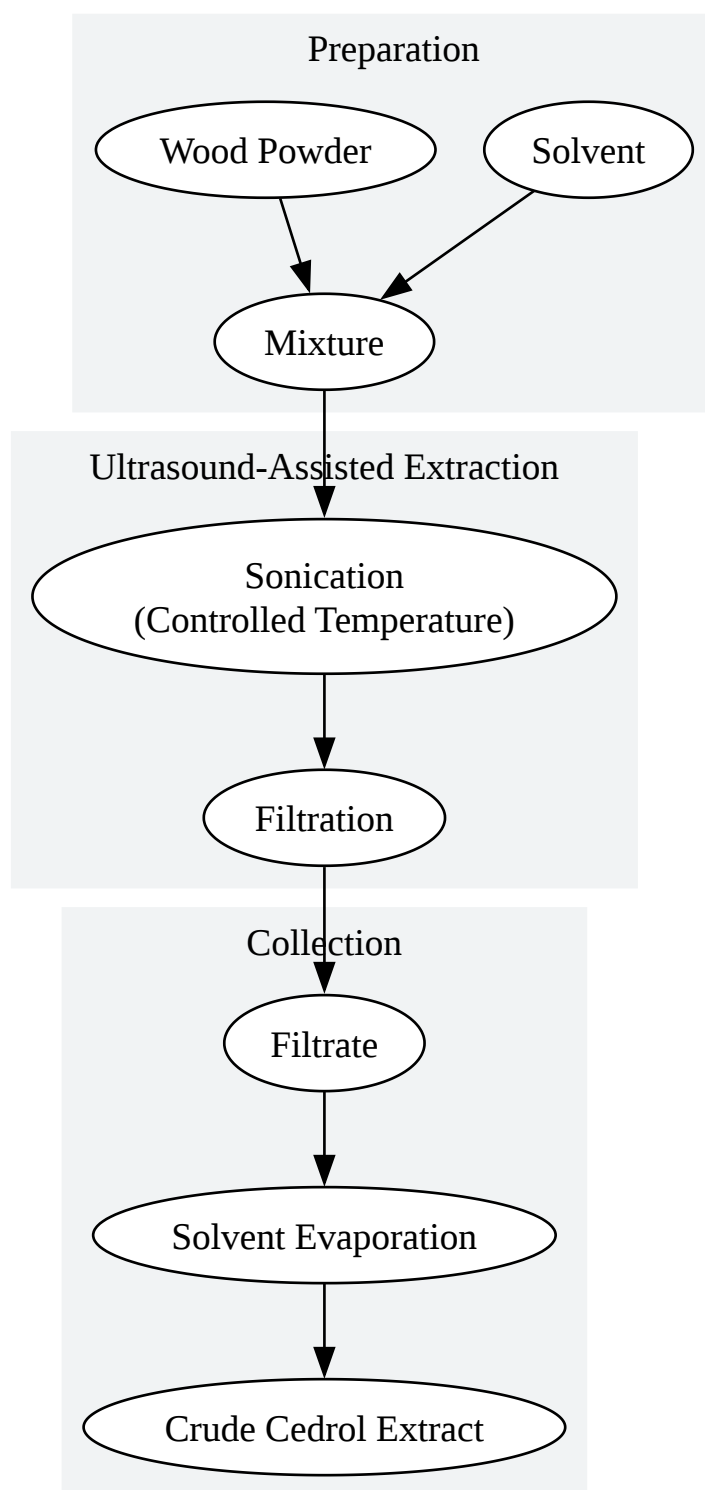 Preparation
Wood Powder
Solvent
Mixture
Ultrasound-Assisted Extraction
Sonication
(Controlled Temperature)
Filtration
Collection
Filtrate
Solvent Evaporation
Crude Cedrol Extract